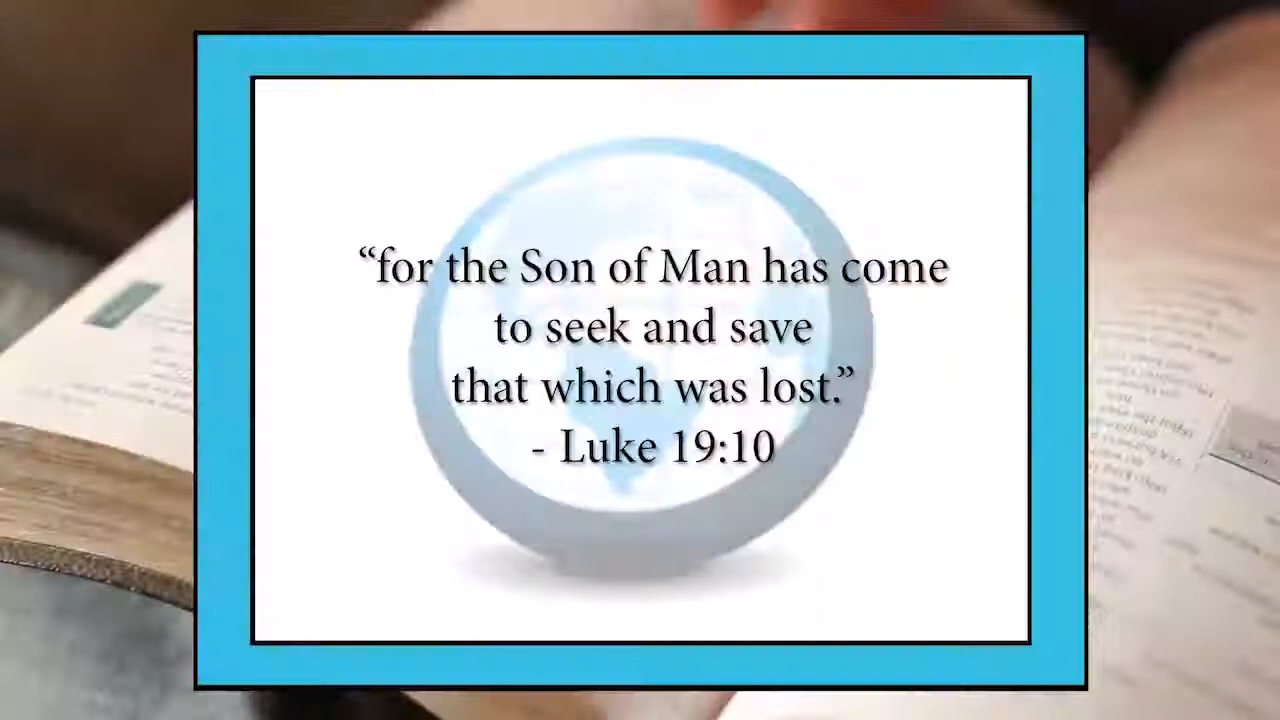 “for the Son of Man has come
to seek and save
that which was lost.”
- Luke 19:10